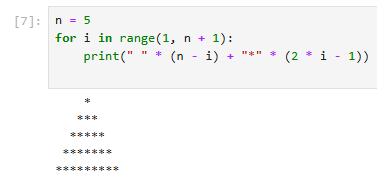 [7]: n = 5
for i in range(1, n + 1):
    print(" " * (n - i) + "*" * (2 * i - 1))
    *
   ***
  *****
 *******
*********